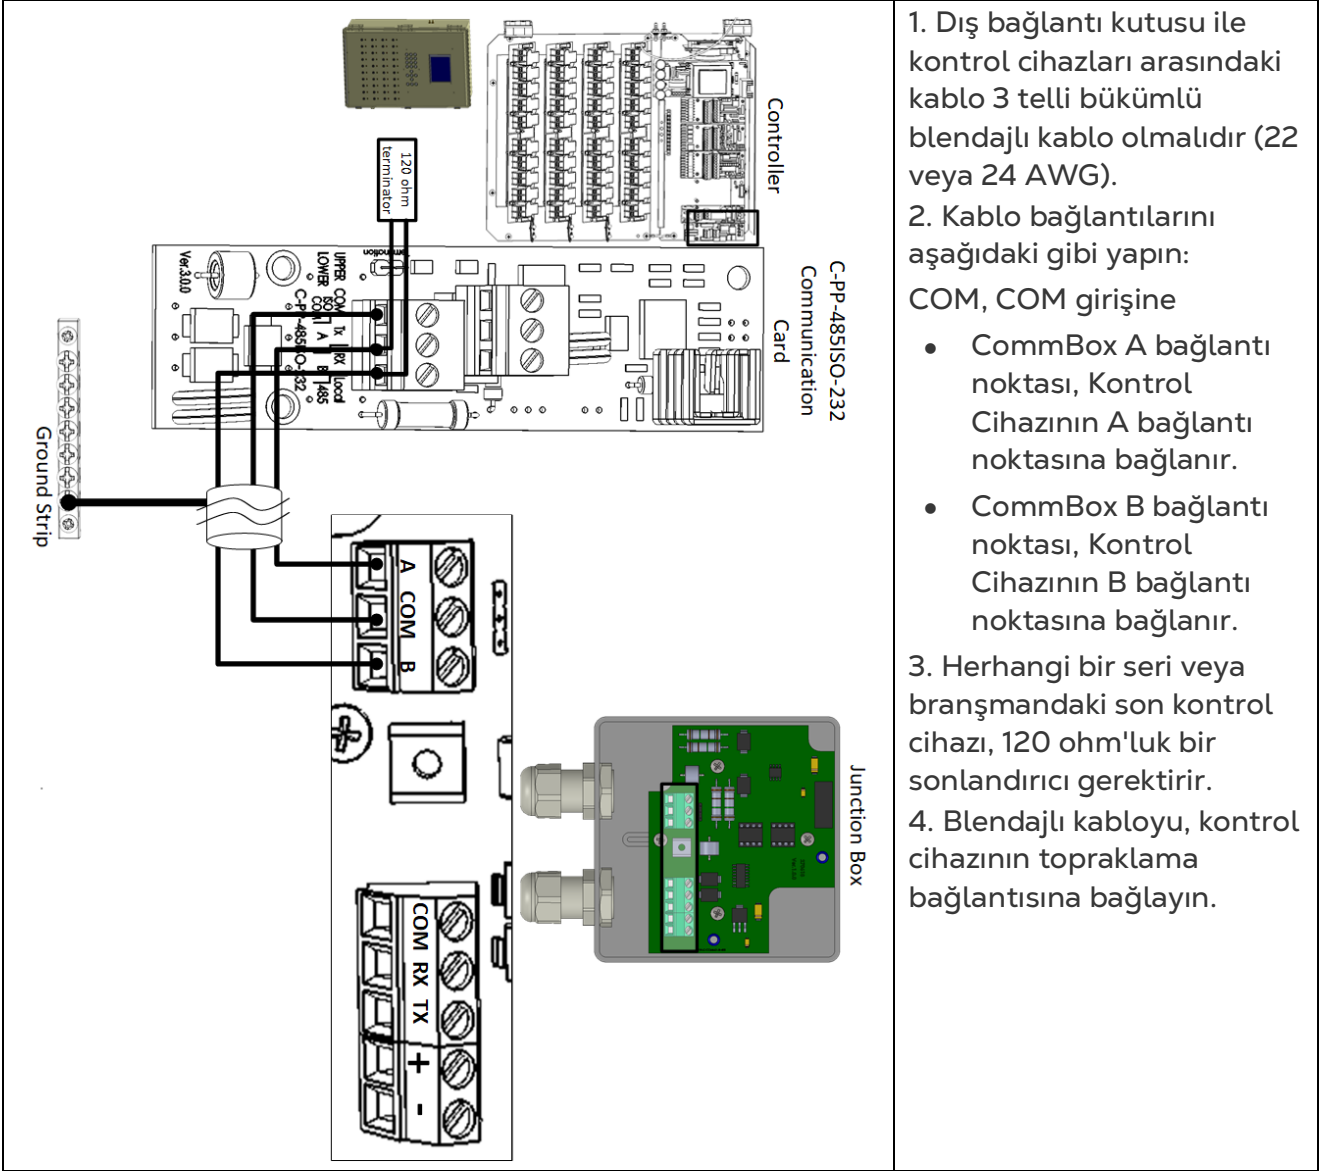 Controller
120 ohm
terminator
C-PP-485ISO-232
Communication
Card
Ver.3.0.0
UPPER COM Tx RX Local
LOWER ISO COM A B 485
C-PP-485ISO-232
Ground Strip
A COM B
Junction Box
COM RX TX + -
1. Dış bağlantı kutusu ile
kontrol cihazları arasındaki
kablo 3 telli bükümlü
blendajlı kablo olmalıdır (22
veya 24 AWG).
2. Kablo bağlantılarını
aşağıdaki gibi yapın:
COM, COM girişine
• CommBox A bağlantı
noktası, Kontrol
Cihazının A bağlantı
noktasına bağlanır.
• CommBox B bağlantı
noktası, Kontrol
Cihazının B bağlantı
noktasına bağlanır.
3. Herhangi bir seri veya
branşmandaki son kontrol
cihazı, 120 ohm'luk bir
sonlandırıcı gerektirir.
4. Blendajlı kabloyu, kontrol
cihazının topraklama
bağlantısına bağlayın.